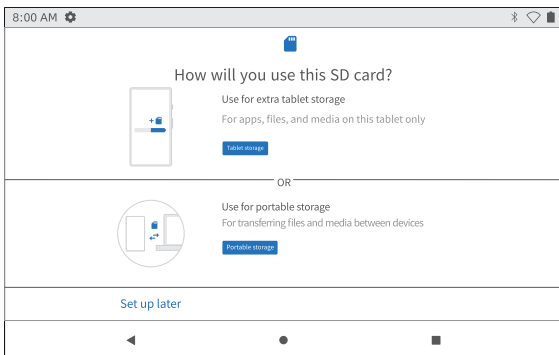 8:00 AM
How will you use this SD card?
Use for extra tablet storage
For apps, files, and media on this tablet only
Tablet storage
OR
Use for portable storage
For transferring files and media between devices
Portable storage
Set up later